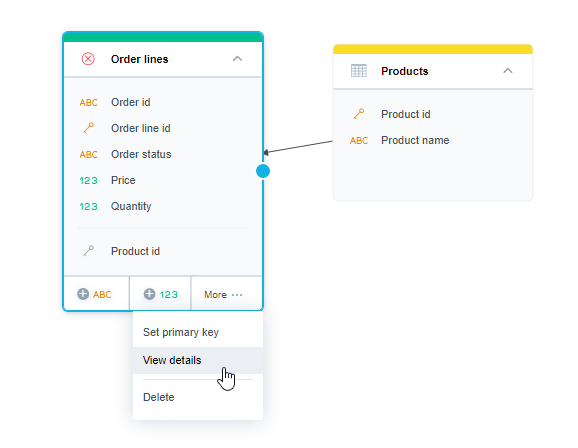 Order lines
ABC Order id
Order line id
ABC Order status
123 Price
123 Quantity
Product id
ABC 123 More ···
Set primary key
View details
Delete
Products
Product id
ABC Product name